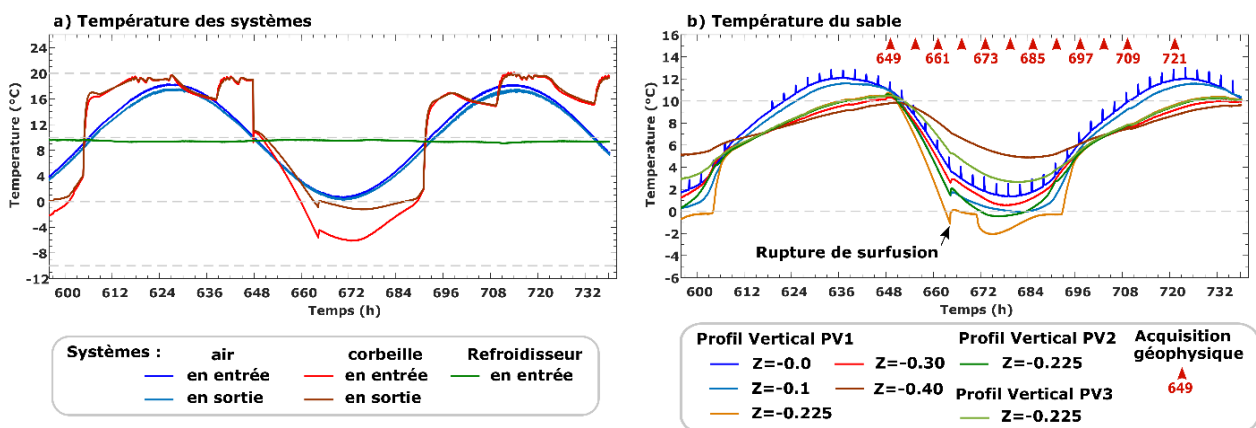 a) Température des systèmes
b) Température du sable
Temperature (°C)
20
16
12
8
4
0
-4
-8
-12
600 612 624 636 648 660 672 684 696 708 720 738
Temps (h)
Temperature (°C)
16
14
12
10
8
6
4
2
0
-2
-4
-6
600 612 624 636 648 660 672 684 696 708 720 738
Temps (h)
649 661 673 685 697 709 721
Rupture de surfusion
Systèmes : air corbeille Refroidisseur
en entrée en entrée en entrée
en sortie en sortie
Profil Vertical PV1 Profil Vertical PV2 Acquisition
géophysique
Z=-0.0 Z=-0.30 Z=-0.225
Z=-0.1 Z=-0.40 Profil Vertical PV3
649
Z=-0.225 Z=-0.225